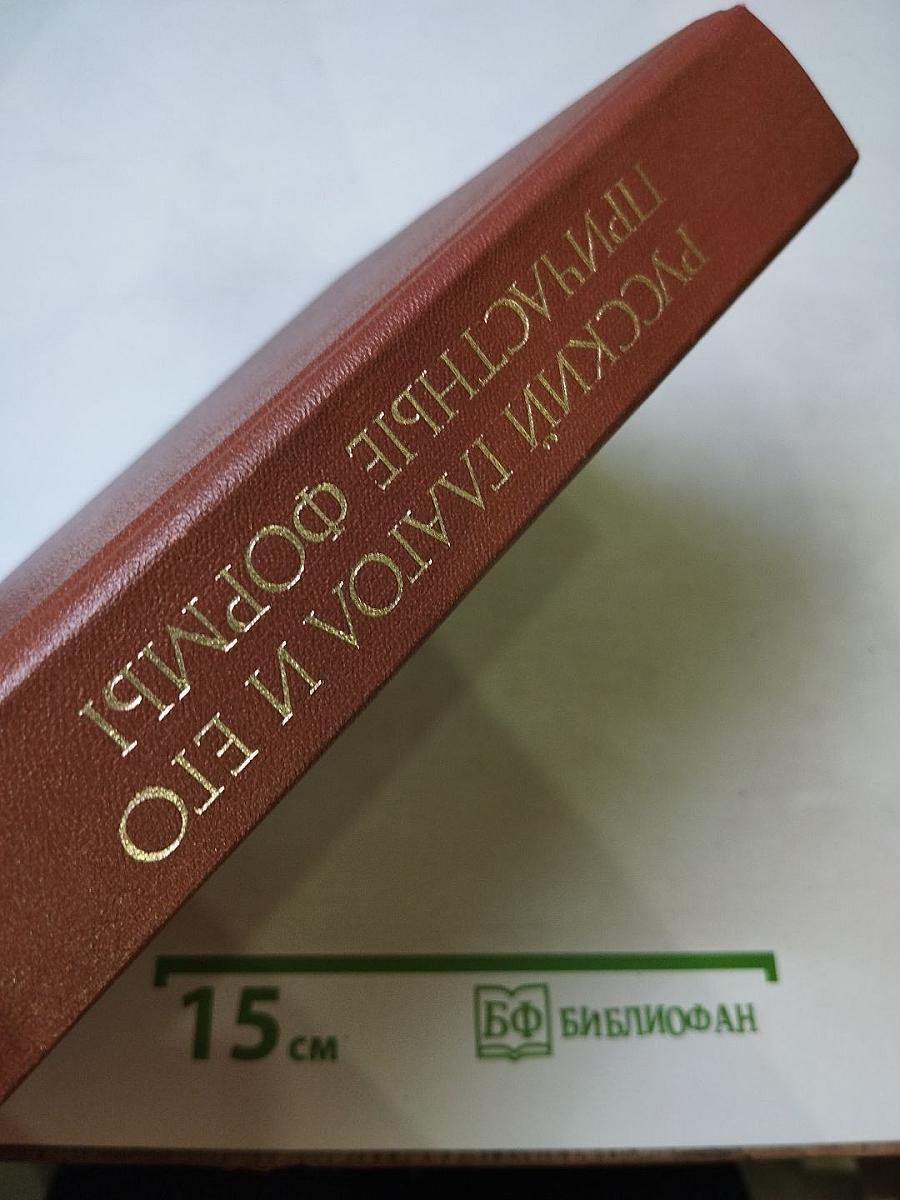 РУССКИЙ ГЛАГОЛ И ЕГО
ПРИЧАСТНЫЕ ФОРМЫ
15 см
БФ БИБЛИОФАН